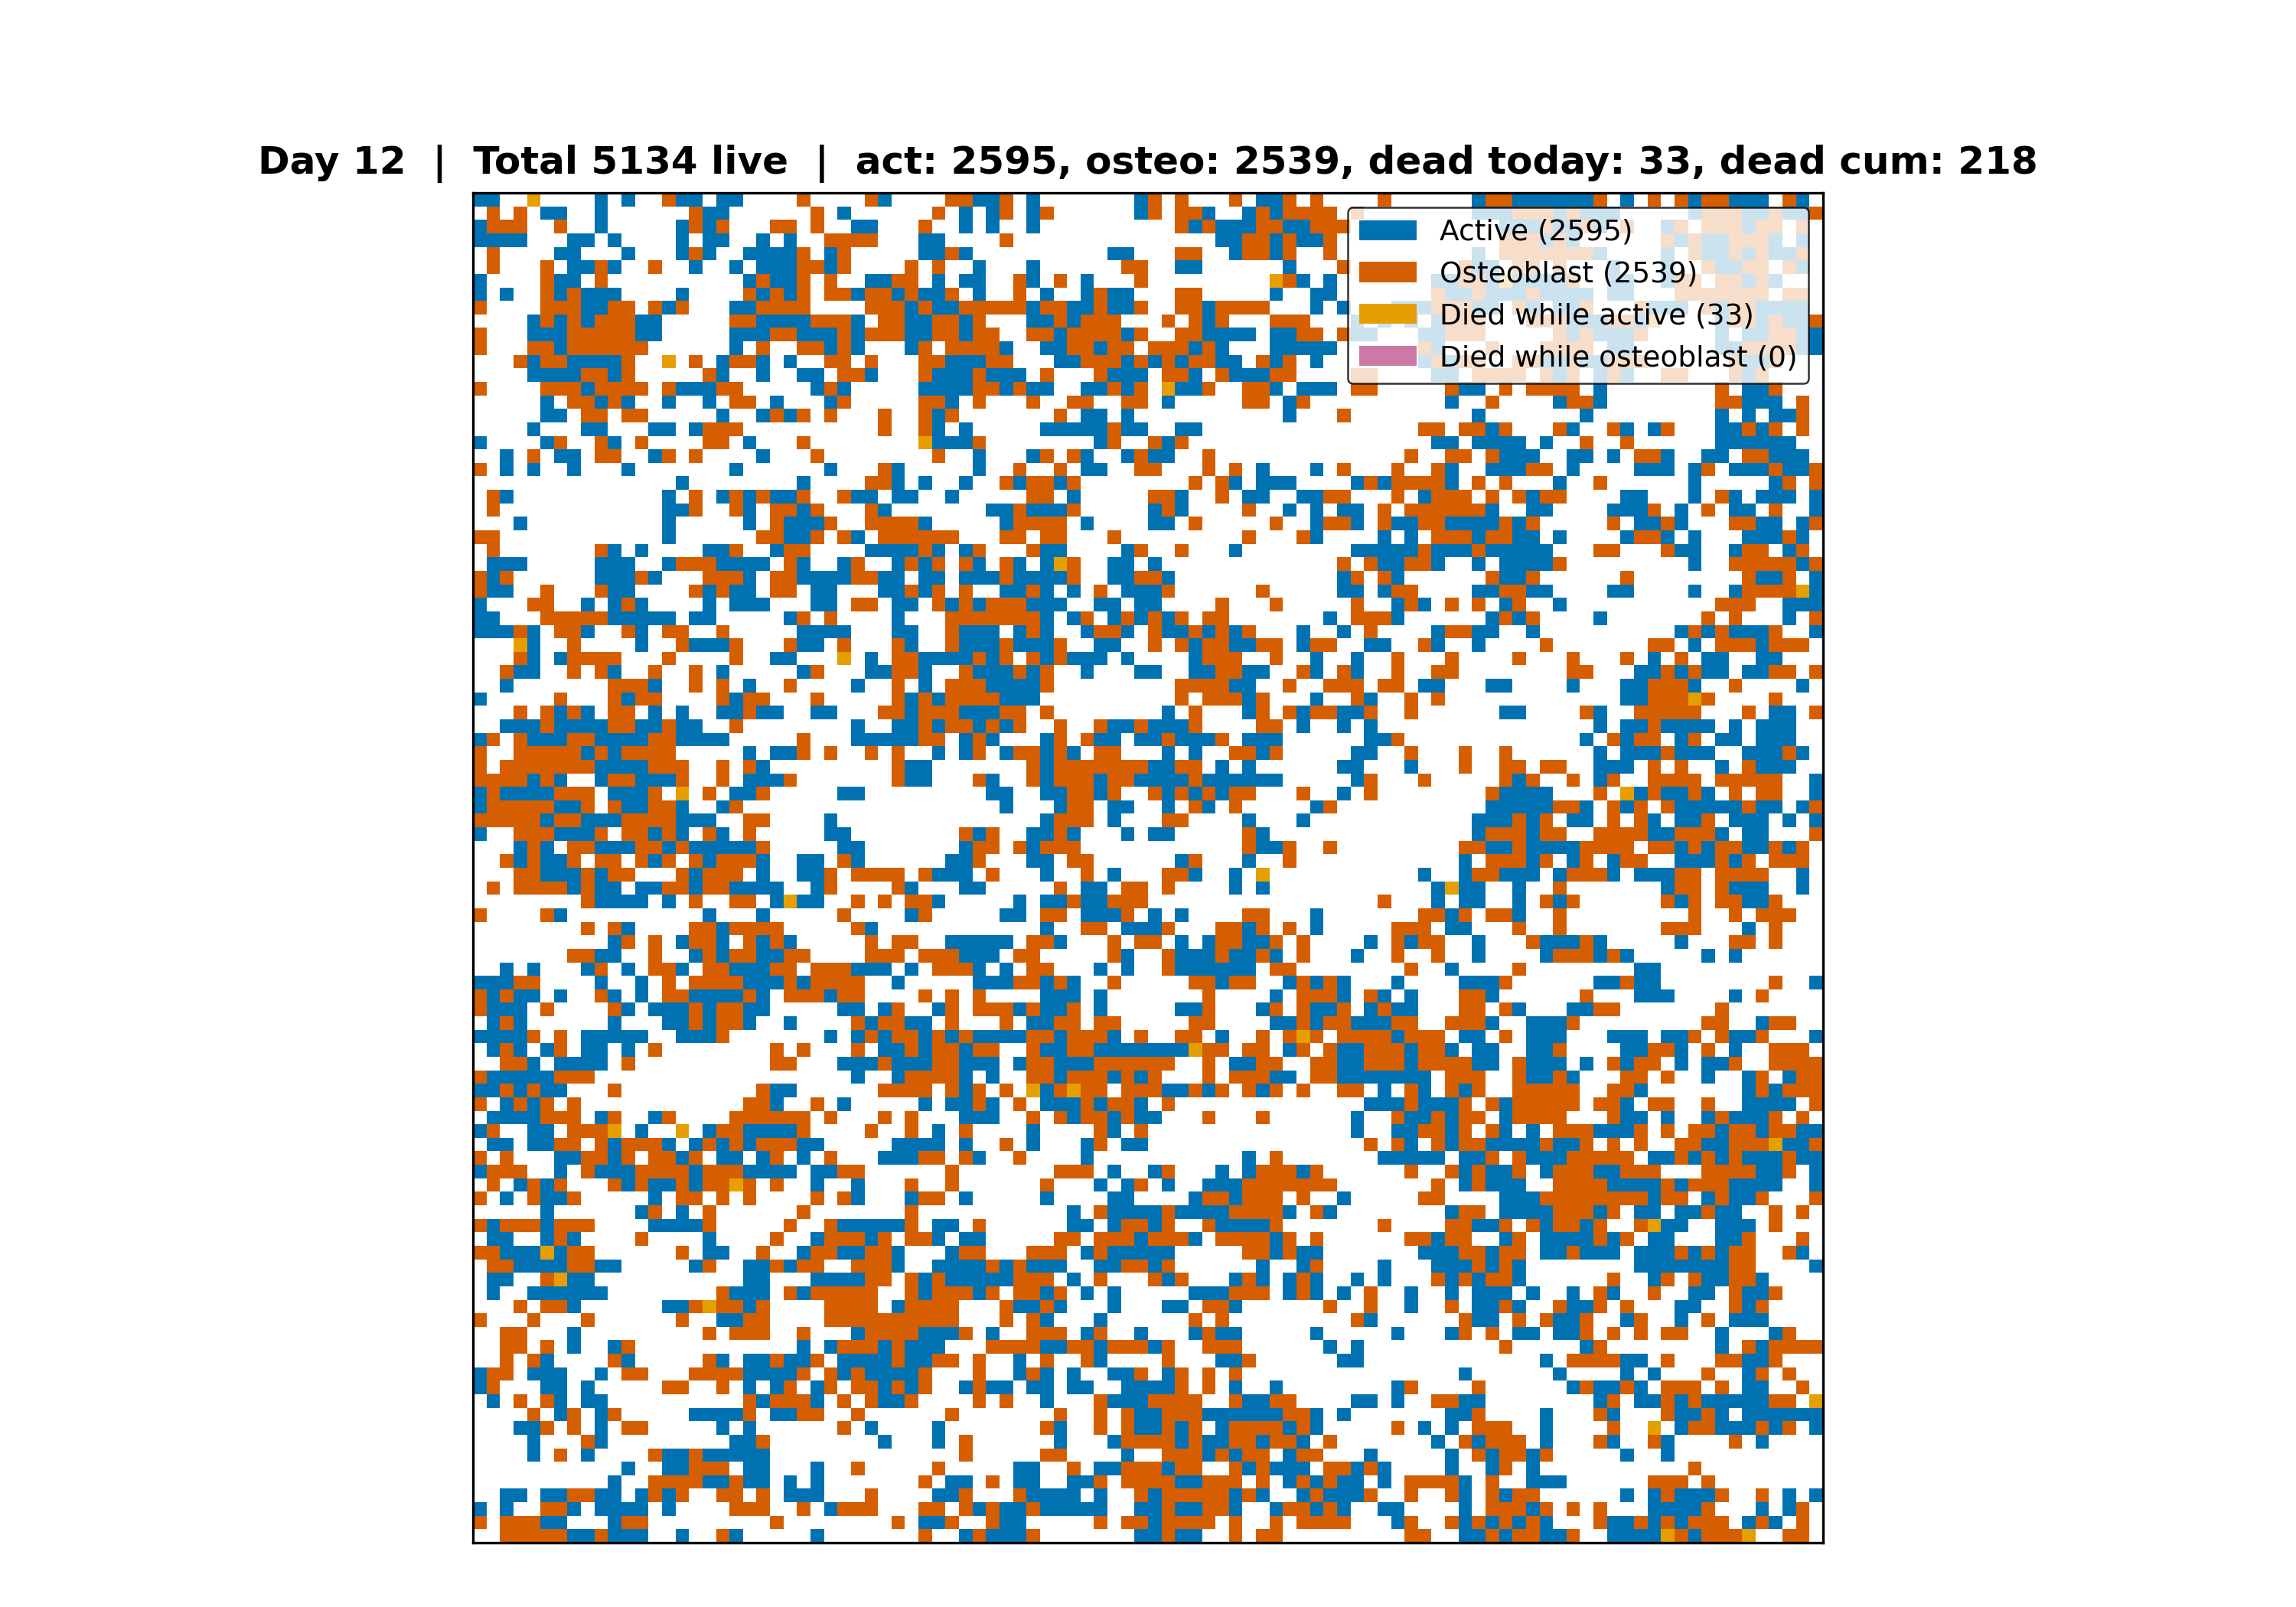 Day 12 | Total 5134 live | act: 2595, osteo: 2539, dead today: 33, dead cum: 218
Active (2595)
Osteoblast (2539)
Died while active (33)
Died while osteoblast (0)